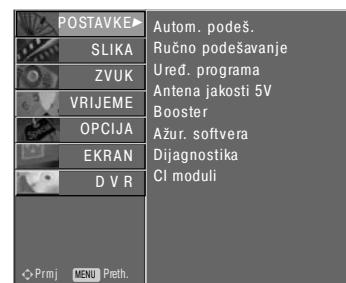 POSTAVKE
SLIKA
ZVUK
VRIJEME
OPCIJA
EKRAN
D V R
Autom. podeš.
Ručno podešavanje
Uređ. programa
Antena jakosti 5V
Booster
Ažur. softvera
Dijagnostika
CI moduli
Prmj MENU Preth.